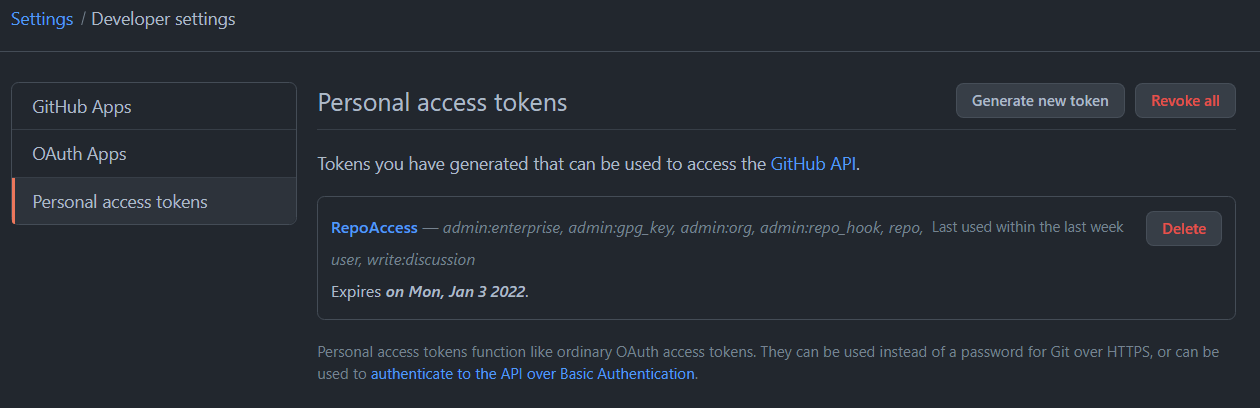 Settings / Developer settings
GitHub Apps
OAuth Apps
Personal access tokens
Personal access tokens
Generate new token
Revoke all
Tokens you have generated that can be used to access the GitHub API.
RepoAccess — admin:enterprise, admin:gpg_key, admin:org, admin:repo_hook, repo,
user, write:discussion
Last used within the last week
Delete
Expires on Mon, Jan 3 2022.
Personal access tokens function like ordinary OAuth access tokens. They can be used instead of a password for Git over HTTPS, or can be
used to authenticate to the API over Basic Authentication.